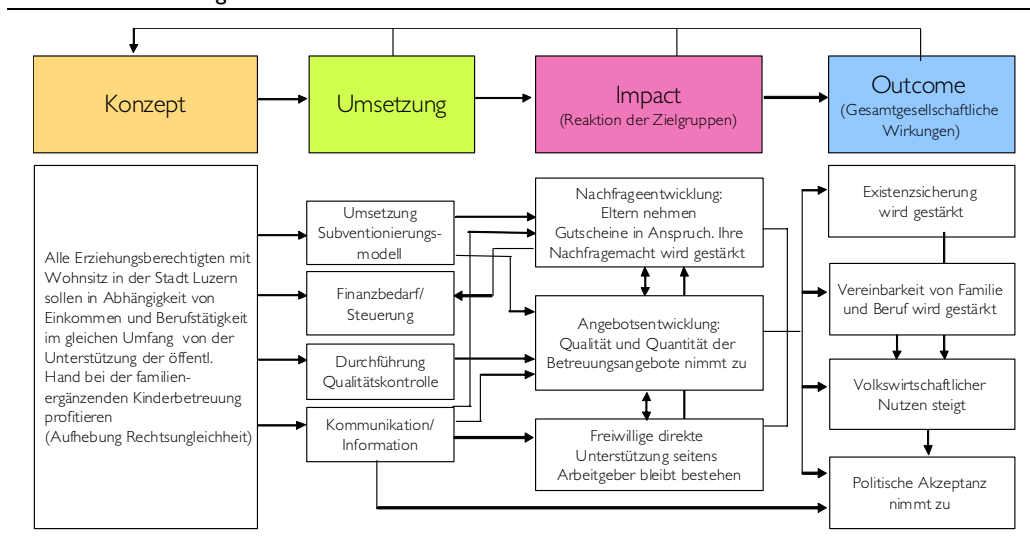 Konzept
Umsetzung
Impact
(Reaktion der Zielgruppen)
Outcome
(Gesamtgesellschaftliche
Wirkungen)
Alle Erziehungsberechtigten mit
Wohnsitz in der Stadt Luzern
sollen in Abhängigkeit von
Einkommen und Berufstätigkeit
im gleichen Umfang von der
Unterstützung der öffentl.
Hand bei der familien-
ergänzenden Kinderbetreuung
profitieren
(Aufhebung Rechtsungleichheit)
Umsetzung
Subventionierungs-
modell
Finanzbedarf/
Steuerung
Durchführung
Qualitätskontrolle
Kommunikation/
Information
Nachfrageentwicklung:
Eltern nehmen
Gutscheine in Anspruch. Ihre
Nachfragemacht wird gestärkt
Angebotsentwicklung:
Qualität und Quantität der
Betreuungsangebote nimmt zu
Freiwillige direkte
Unterstützung seitens
Arbeitgeber bleibt bestehen
Existenzsicherung
wird gestärkt
Vereinbarkeit von Familie
und Beruf wird gestärkt
Volkswirtschaftlicher
Nutzen steigt
Politische Akzeptanz
nimmt zu